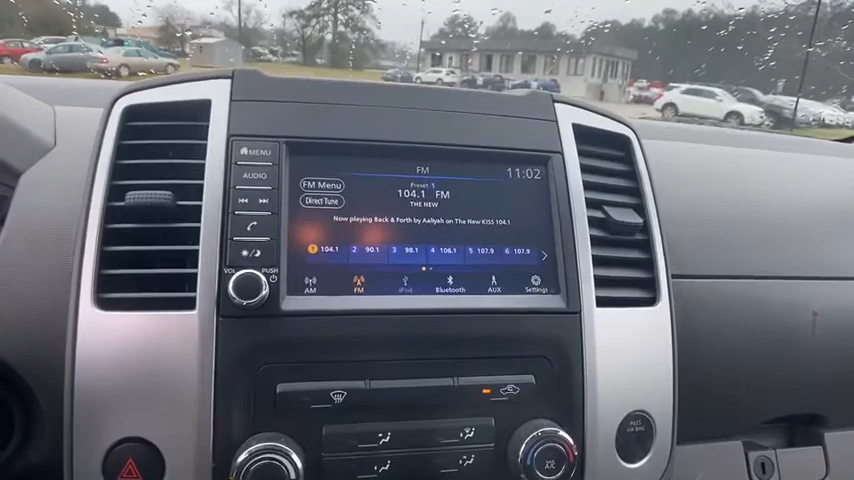 MENU
FM
11:02
AUDIO
FM Menu
Preset 1
104.1 FM
Direct Tune
THE NEW
Now playing Back & Forth by Aaliyah on The New KISS 104.1
1 104.1 2 90.1 3 98.1 4 106.1 5 107.9 6 107.9
VOL PUSH
AM FM iPod Bluetooth AUX Settings
PASS
AIR BAG
A/C